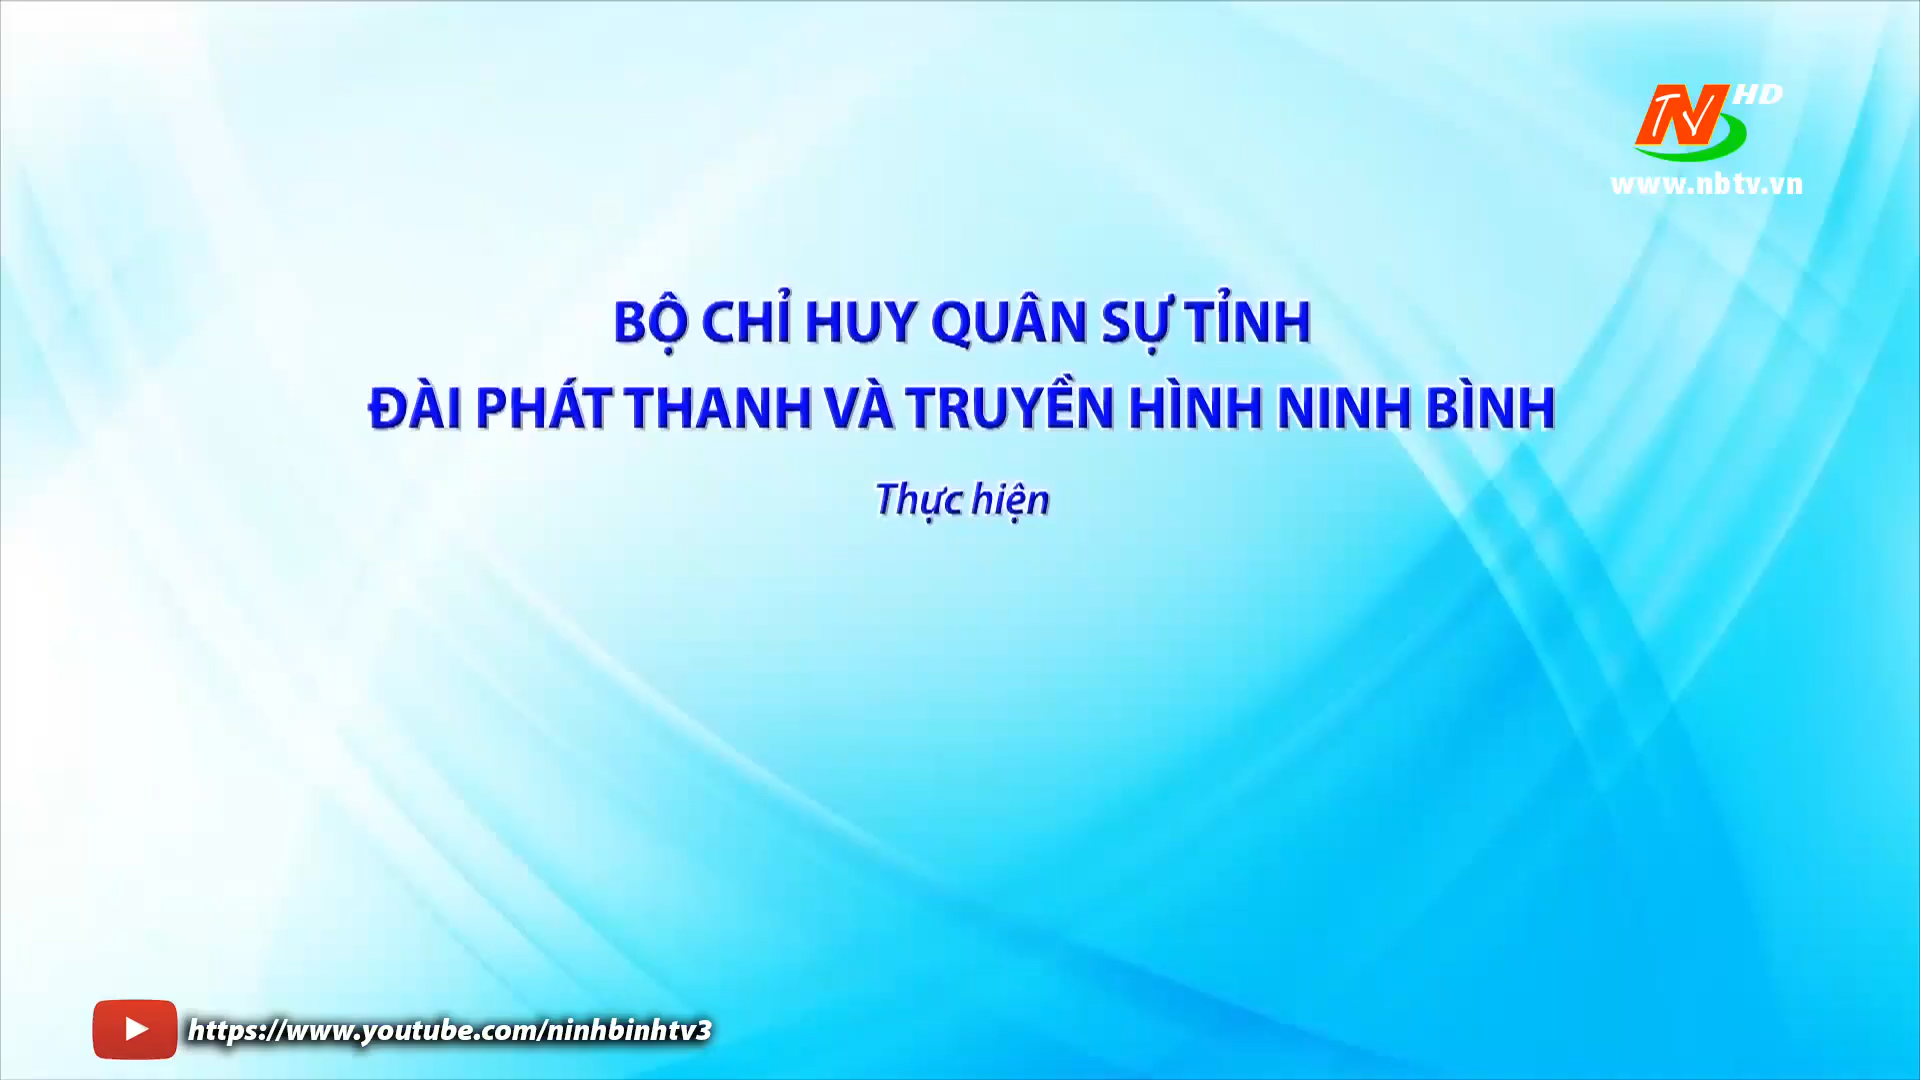 HD
www.nbtv.vn
BỘ CHỈ HUY QUÂN SỰ TỈNH
ĐÀI PHÁT THANH VÀ TRUYỀN HÌNH NINH BÌNH
Thực hiện
https://www.youtube.com/ninhbinhtv3